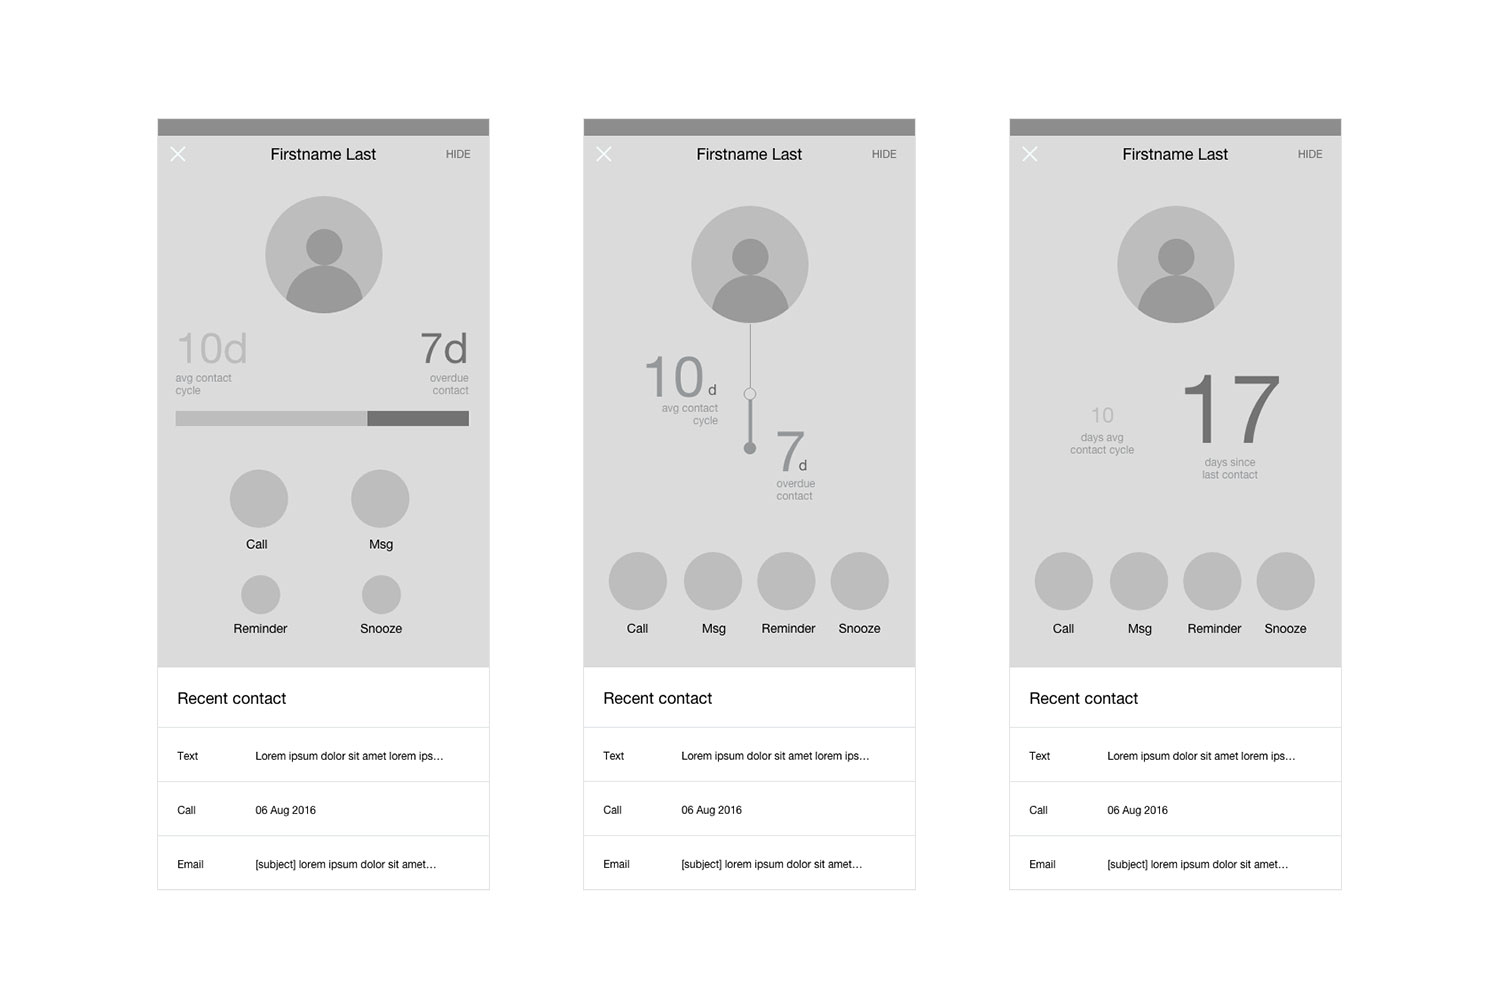 Firstname Last HIDE
10d 7d
avg contact overdue
cycle contact
Call Msg
Reminder Snooze
Recent contact
Text Lorem ipsum dolor sit amet lorem ips...
Call 06 Aug 2016
Email [subject] lorem ipsum dolor sit amet...
Firstname Last HIDE
10 d
avg contact
cycle
7 d
overdue
contact
Call Msg Reminder Snooze
Recent contact
Text Lorem ipsum dolor sit amet lorem ips...
Call 06 Aug 2016
Email [subject] lorem ipsum dolor sit amet...
Firstname Last HIDE
10
days avg
contact cycle
17
days since
last contact
Call Msg Reminder Snooze
Recent contact
Text Lorem ipsum dolor sit amet lorem ips...
Call 06 Aug 2016
Email [subject] lorem ipsum dolor sit amet...